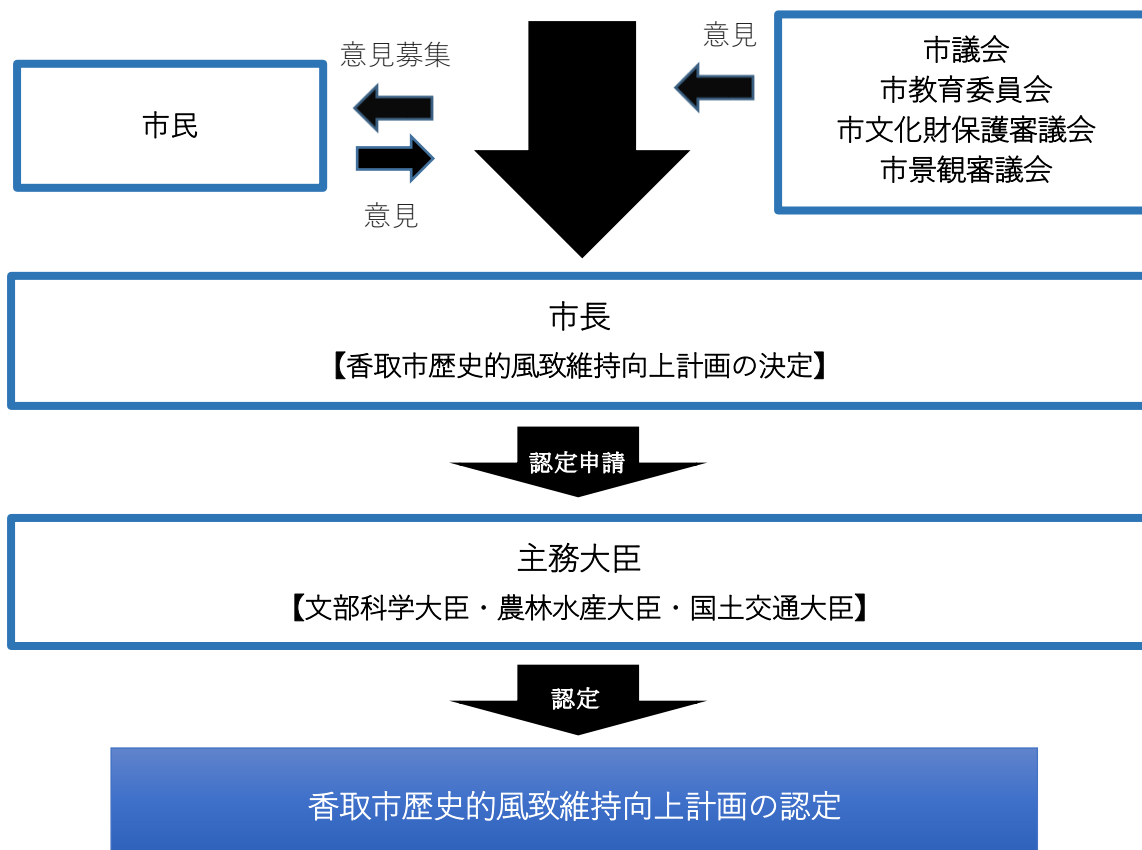 意見募集
意見
市民
意見
市議会
市教育委員会
市文化財保護審議会
市景観審議会
市長
【香取市歴史的風致維持向上計画の決定】
認定申請
主務大臣
【文部科学大臣・農林水産大臣・国土交通大臣】
認定
香取市歴史的風致維持向上計画の認定